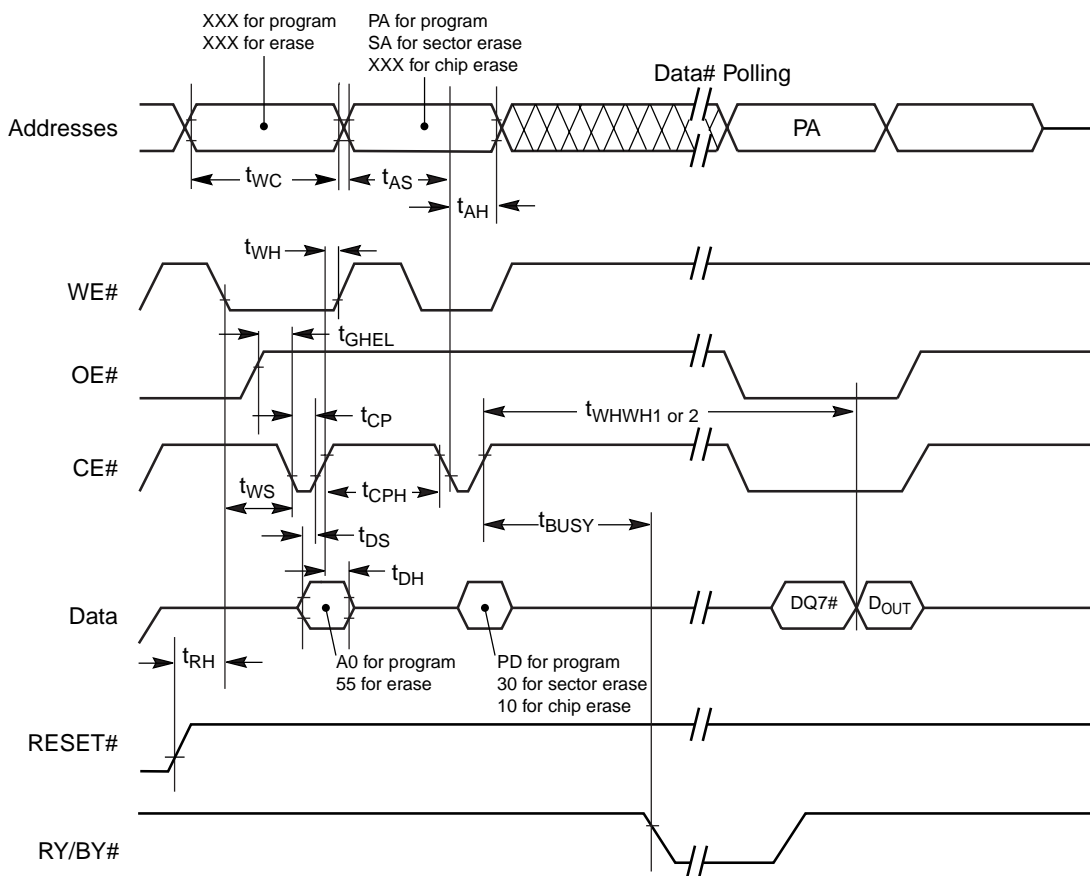 XXX for program
XXX for erase
PA for program
SA for sector erase
XXX for chip erase
Data# Polling
Addresses
PA
tWC
tAS
tAH
tWH
WE#
tGHEL
OE#
tCP
tWHWH1 or 2
CE#
tWS
tCPH
tDS
tBUSY
tDH
Data
DQ7#
DOUT
tRH
A0 for program
55 for erase
PD for program
30 for sector erase
10 for chip erase
RESET#
RY/BY#